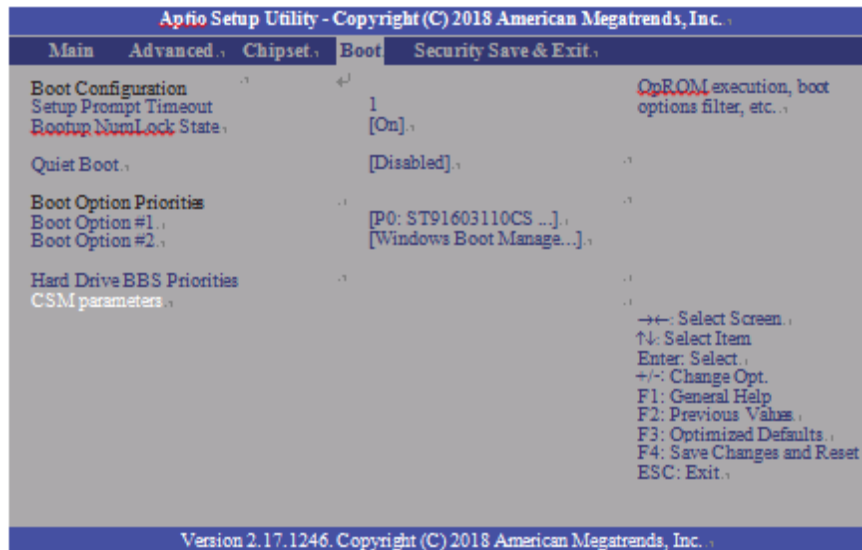 Aptio Setup Utility - Copyright (C) 2018 American Megatrends, Inc.
Main Advanced Chipset Boot Security Save & Exit
Boot Configuration
Setup Prompt Timeout 1
Bootup NumLock State [On]
Quiet Boot [Disabled]
Boot Option Priorities
Boot Option #1 [P0: ST91603110CS ...]
Boot Option #2 [Windows Boot Manage...]
Hard Drive BBS Priorities
CSM parameters
OpROM execution, boot
options filter, etc.
→←: Select Screen
↑↓: Select Item
Enter: Select
+/-: Change Opt.
F1: General Help
F2: Previous Values
F3: Optimized Defaults
F4: Save Changes and Reset
ESC: Exit
Version 2.17.1246. Copyright (C) 2018 American Megatrends, Inc.